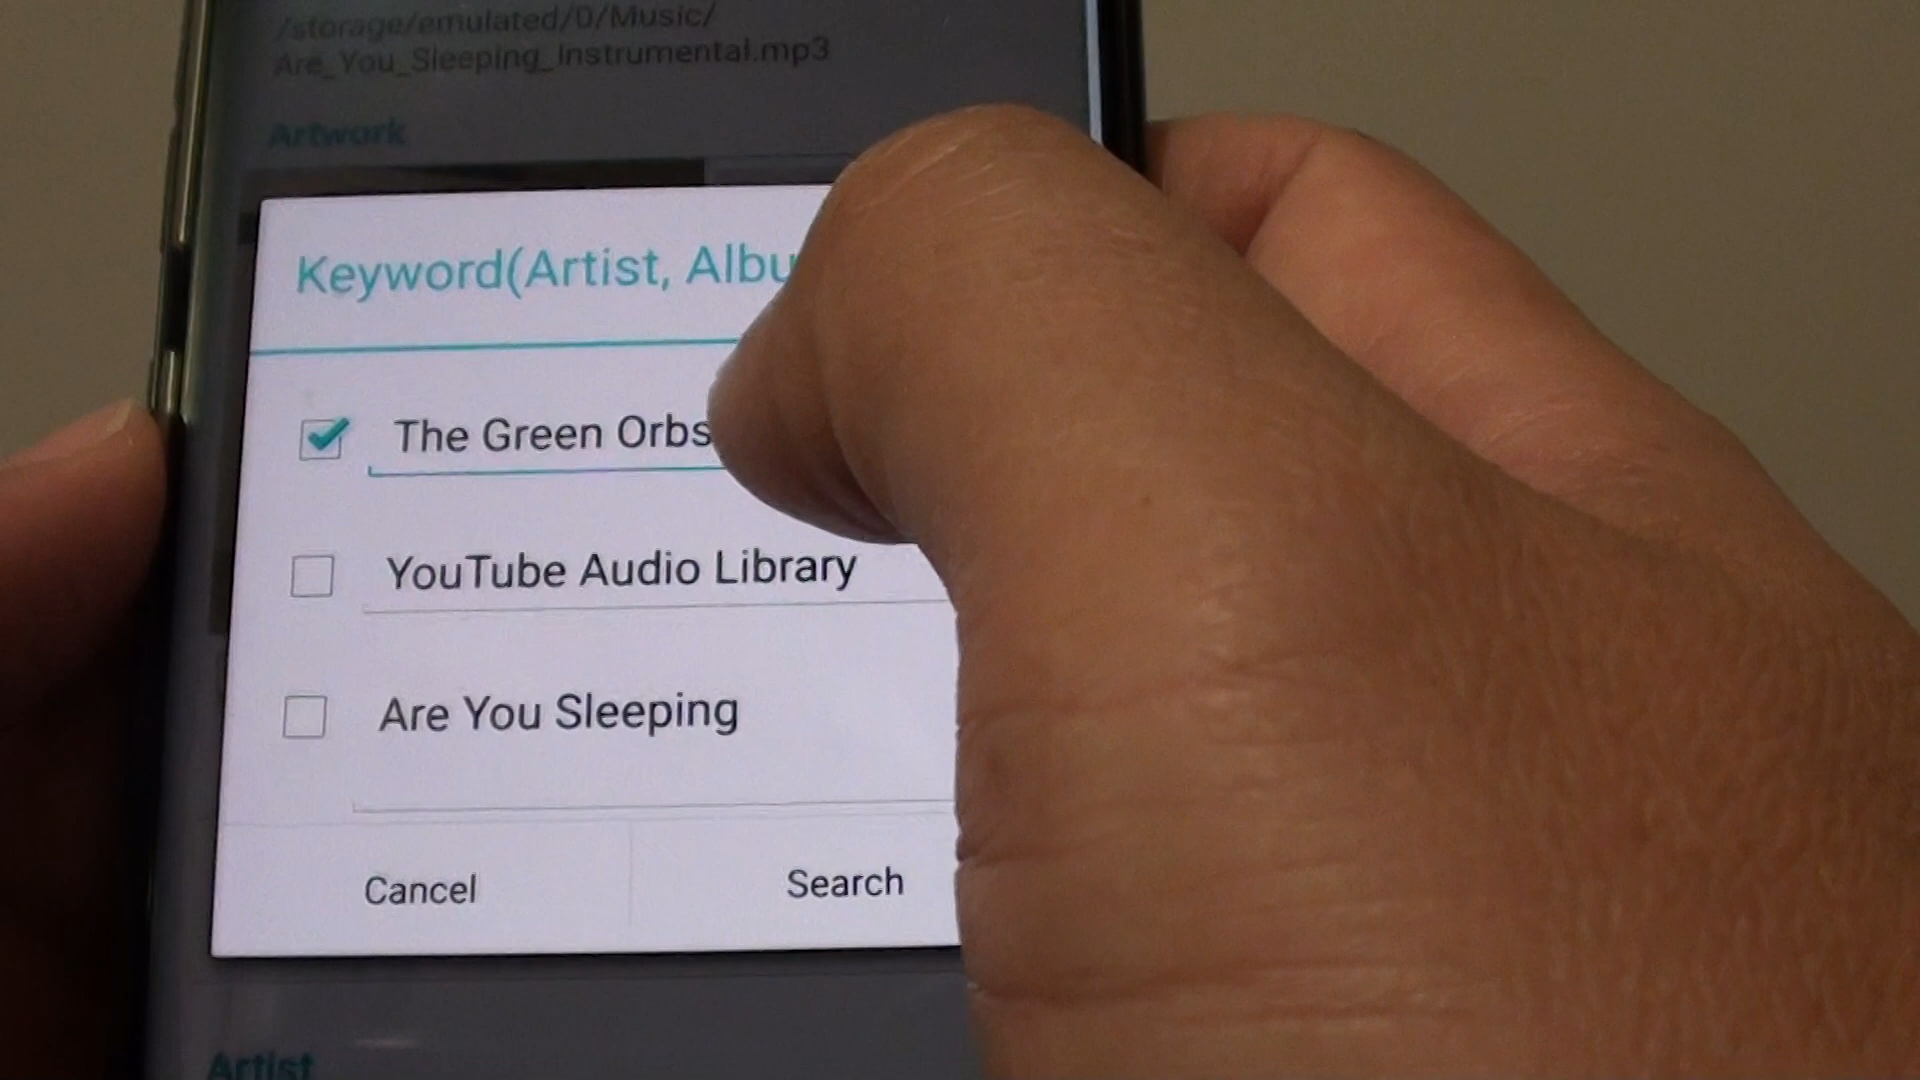 /storage/emulated/0/Music/
Are_You_Sleeping_Instrumental.mp3
Artwork
Keyword(Artist, Albu
The Green Orbs
YouTube Audio Library
Are You Sleeping
Cancel
Search
Artist